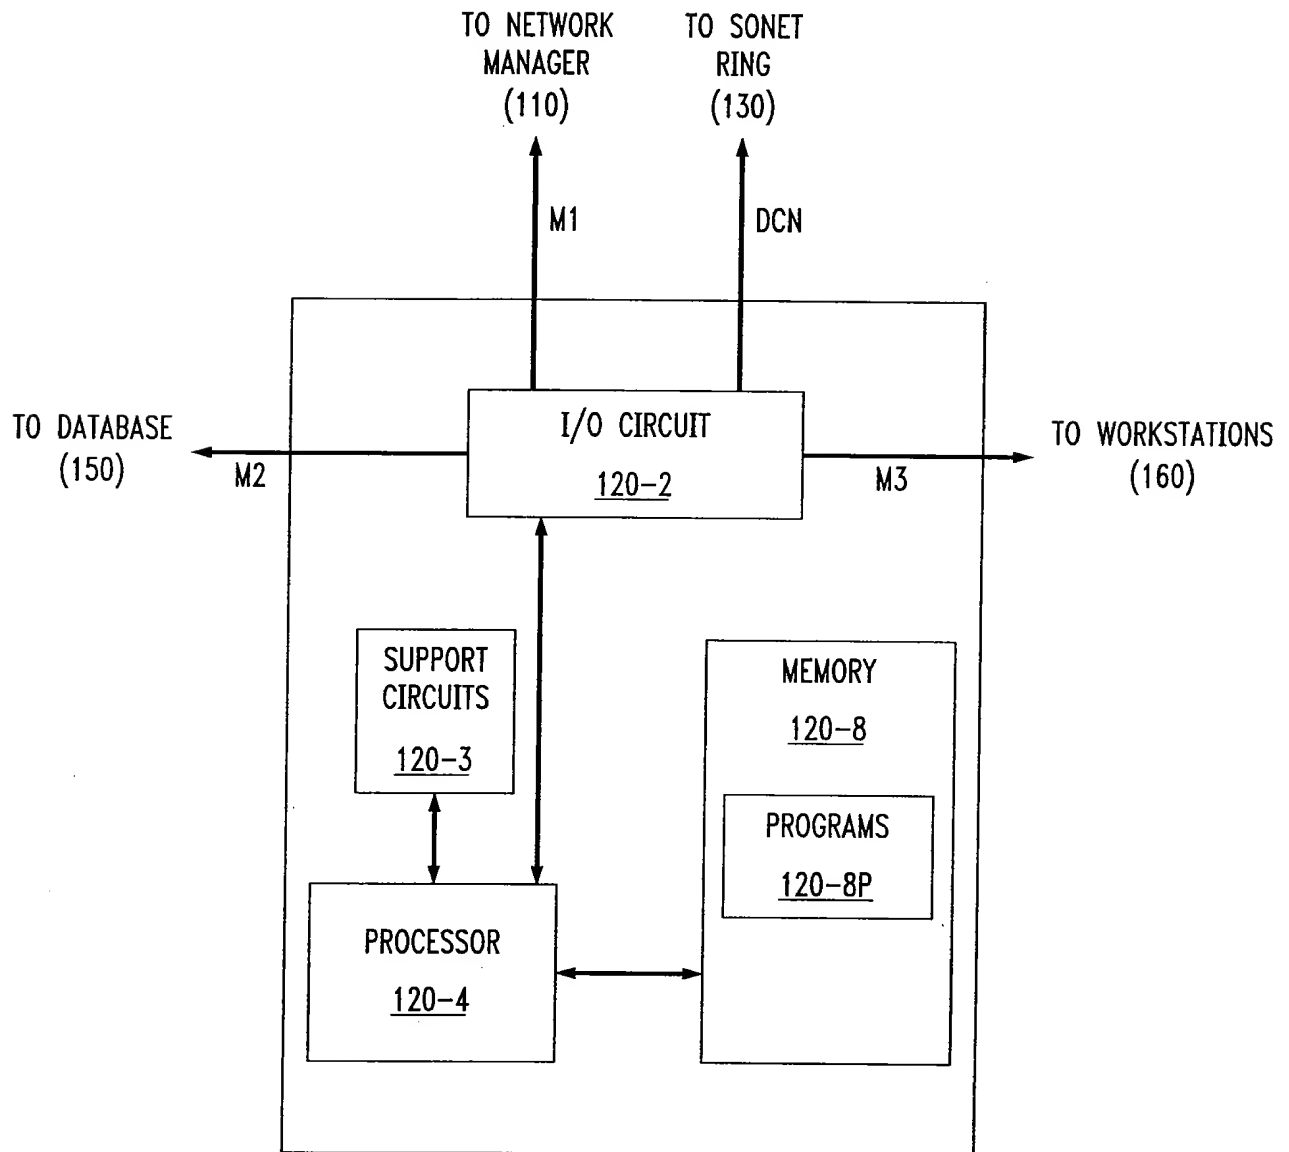 TO NETWORK
MANAGER
(110)
TO SONET
RING
(130)
M1
DCN
TO DATABASE
(150)
M2
I/O CIRCUIT
120-2
M3
TO WORKSTATIONS
(160)
SUPPORT
CIRCUITS
120-3
MEMORY
120-8
PROGRAMS
120-8P
PROCESSOR
120-4